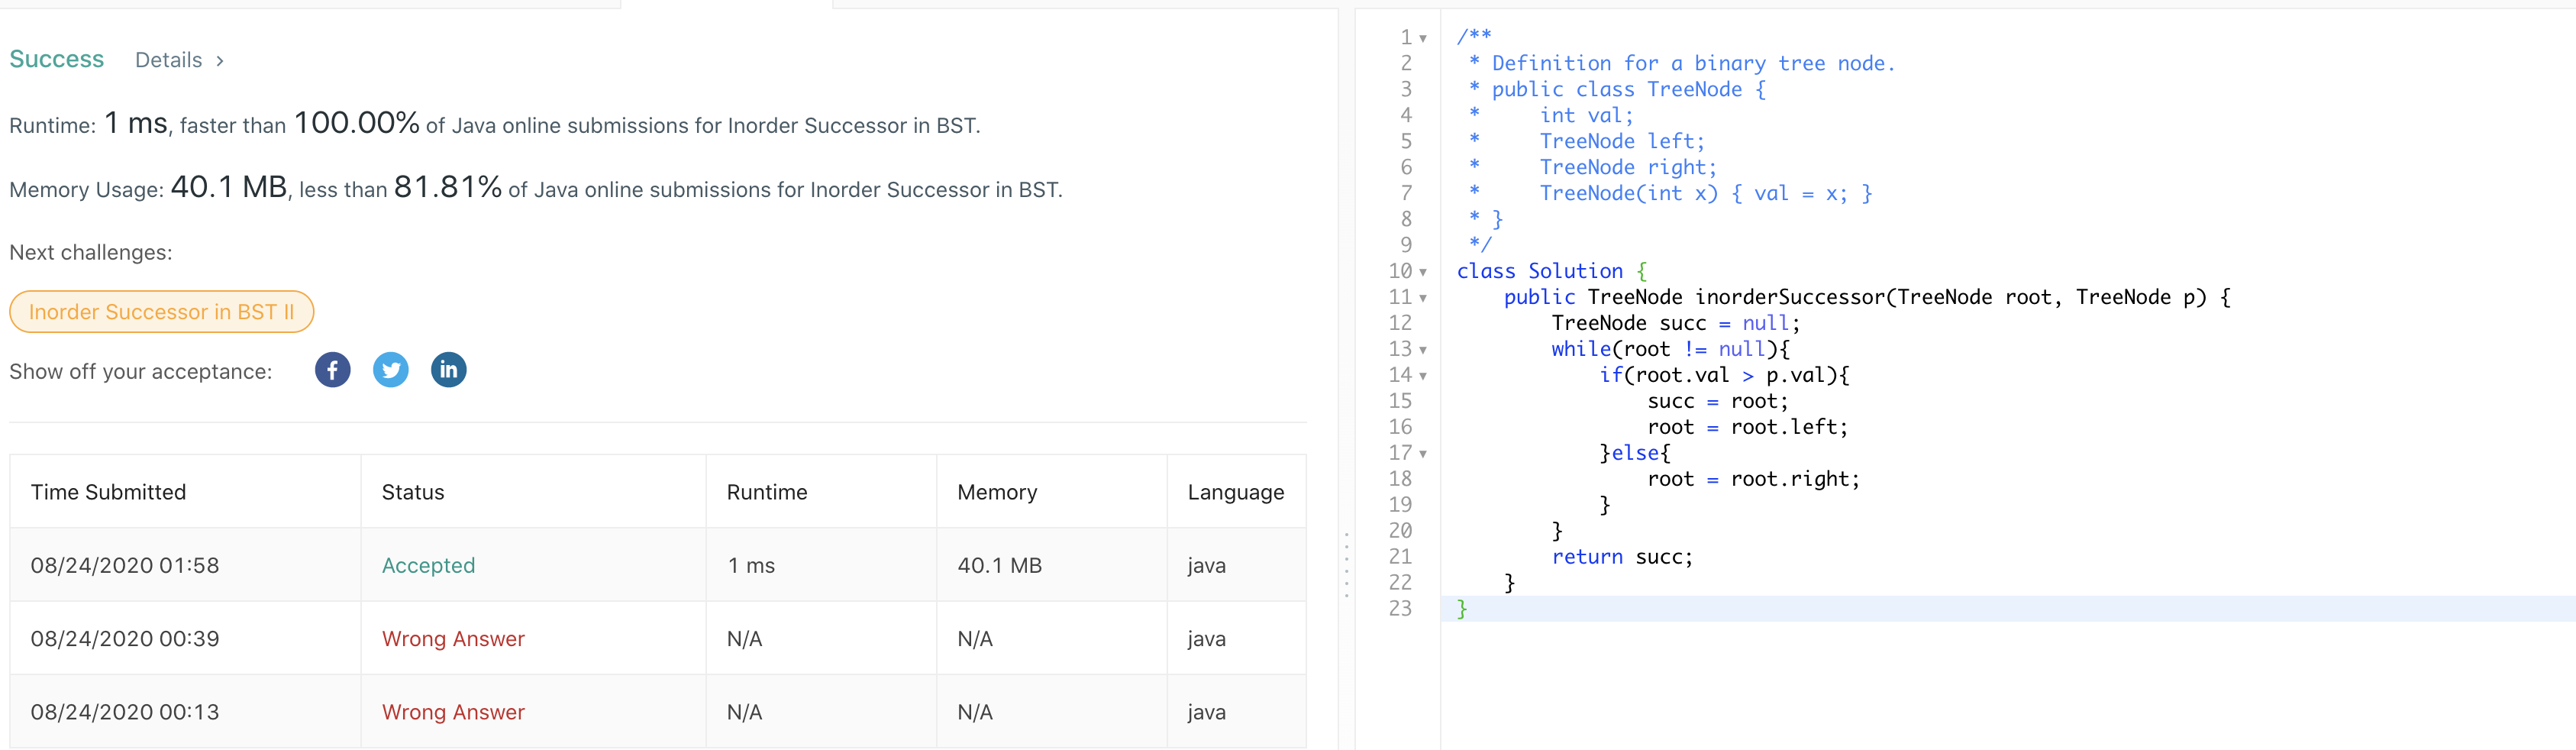 Success Details >
Runtime: 1 ms, faster than 100.00% of Java online submissions for Inorder Successor in BST.
Memory Usage: 40.1 MB, less than 81.81% of Java online submissions for Inorder Successor in BST.
Next challenges:
Inorder Successor in BST II
Show off your acceptance: f in
Time Submitted Status Runtime Memory Language
08/24/2020 01:58 Accepted 1 ms 40.1 MB java
08/24/2020 00:39 Wrong Answer N/A N/A java
08/24/2020 00:13 Wrong Answer N/A N/A java
1 /**
2  * Definition for a binary tree node.
3  * public class TreeNode {
4  *     int val;
5  *     TreeNode left;
6  *     TreeNode right;
7  *     TreeNode(int x) { val = x; }
8  * }
9  */
10 class Solution {
11     public TreeNode inorderSuccessor(TreeNode root, TreeNode p) {
12         TreeNode succ = null;
13         while(root != null){
14             if(root.val > p.val){
15                 succ = root;
16                 root = root.left;
17             }else{
18                 root = root.right;
19             }
20         }
21         return succ;
22     }
23 }